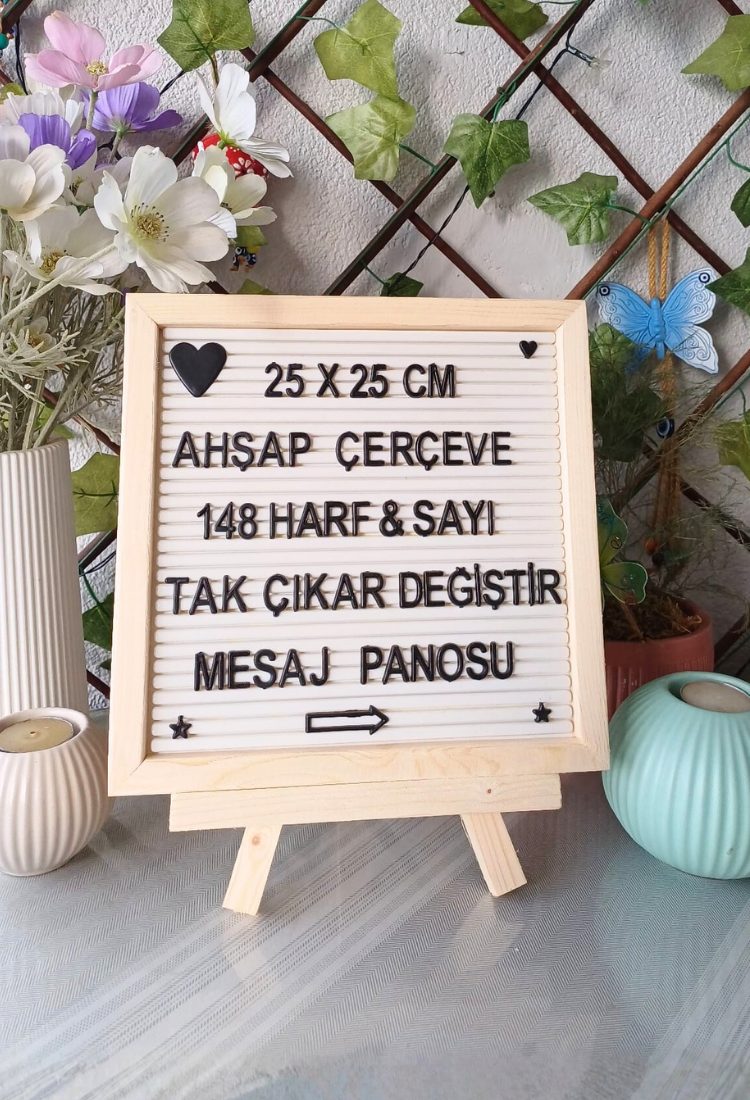 25 X 25 CM
AHŞAP ÇERÇEVE
148 HARF & SAYI
TAK ÇIKAR DEĞİŞTİR
MESAJ PANOSU